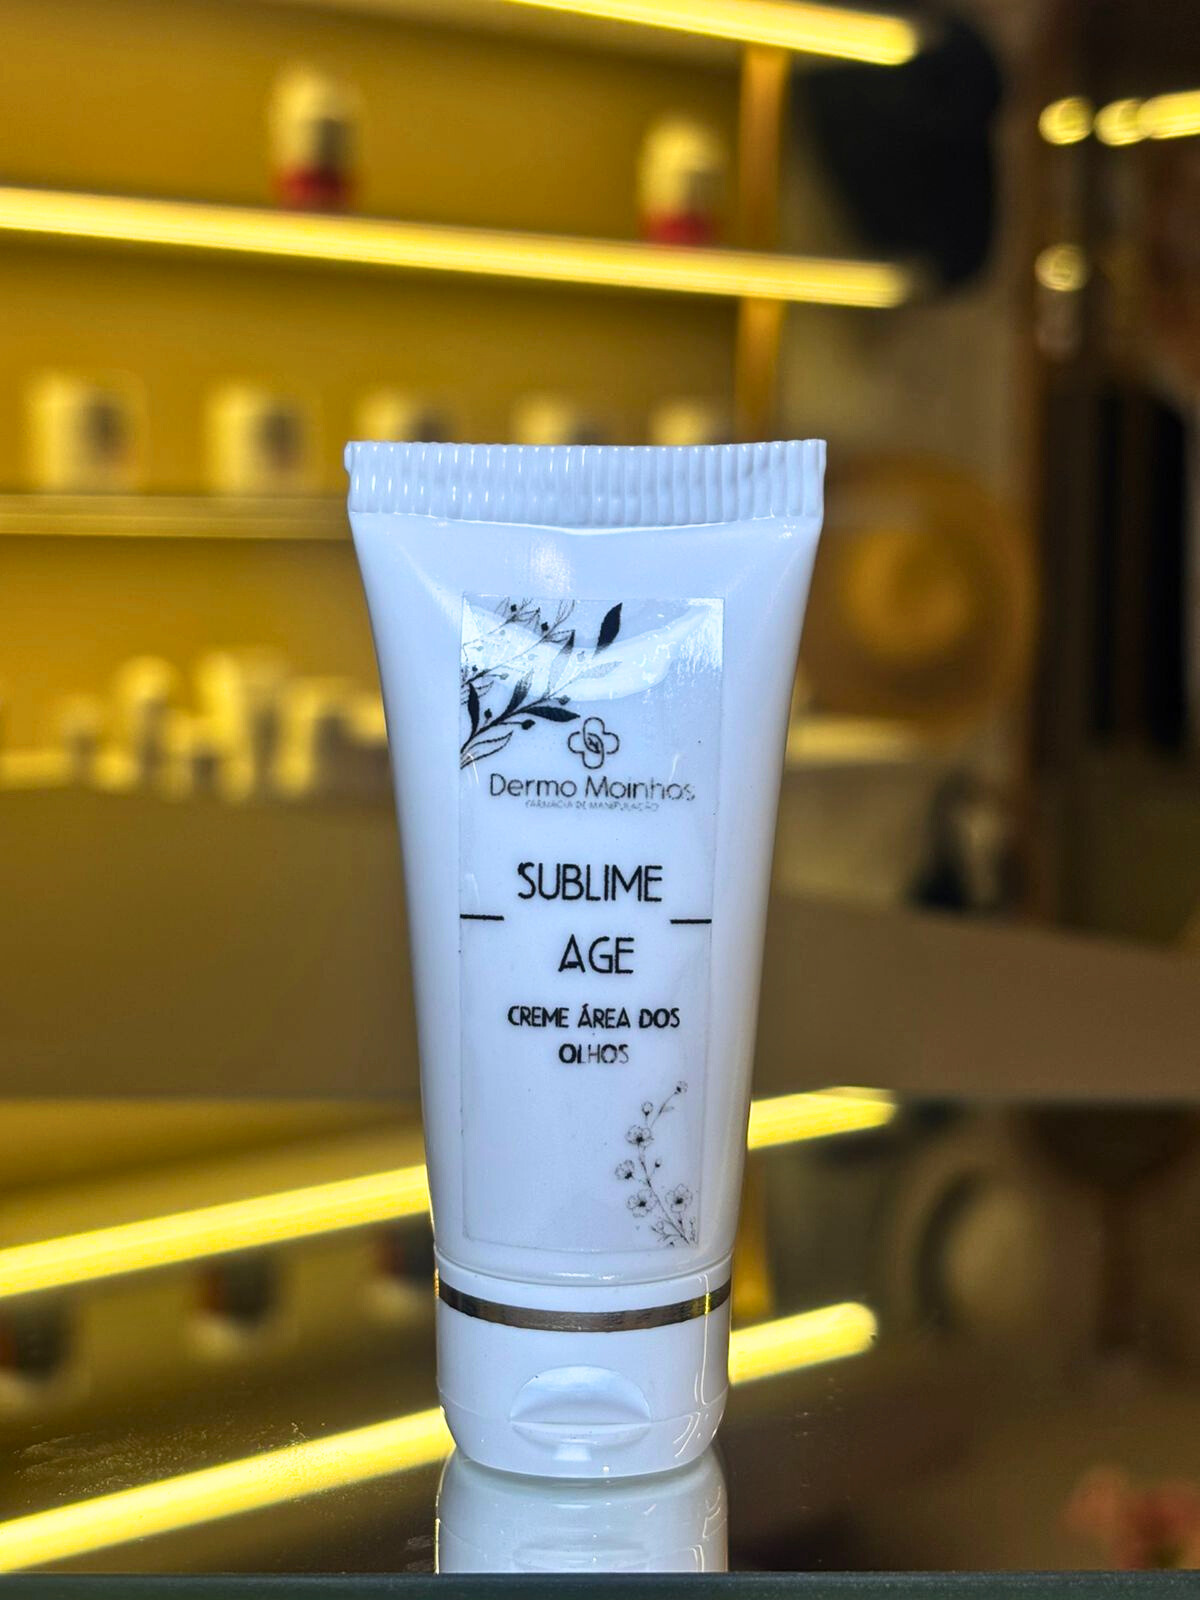 Dermo Moinhos
FARMÁCIA DE MANIPULAÇÃO
SUBLIME
AGE
CREME ÁREA DOS
OLHOS